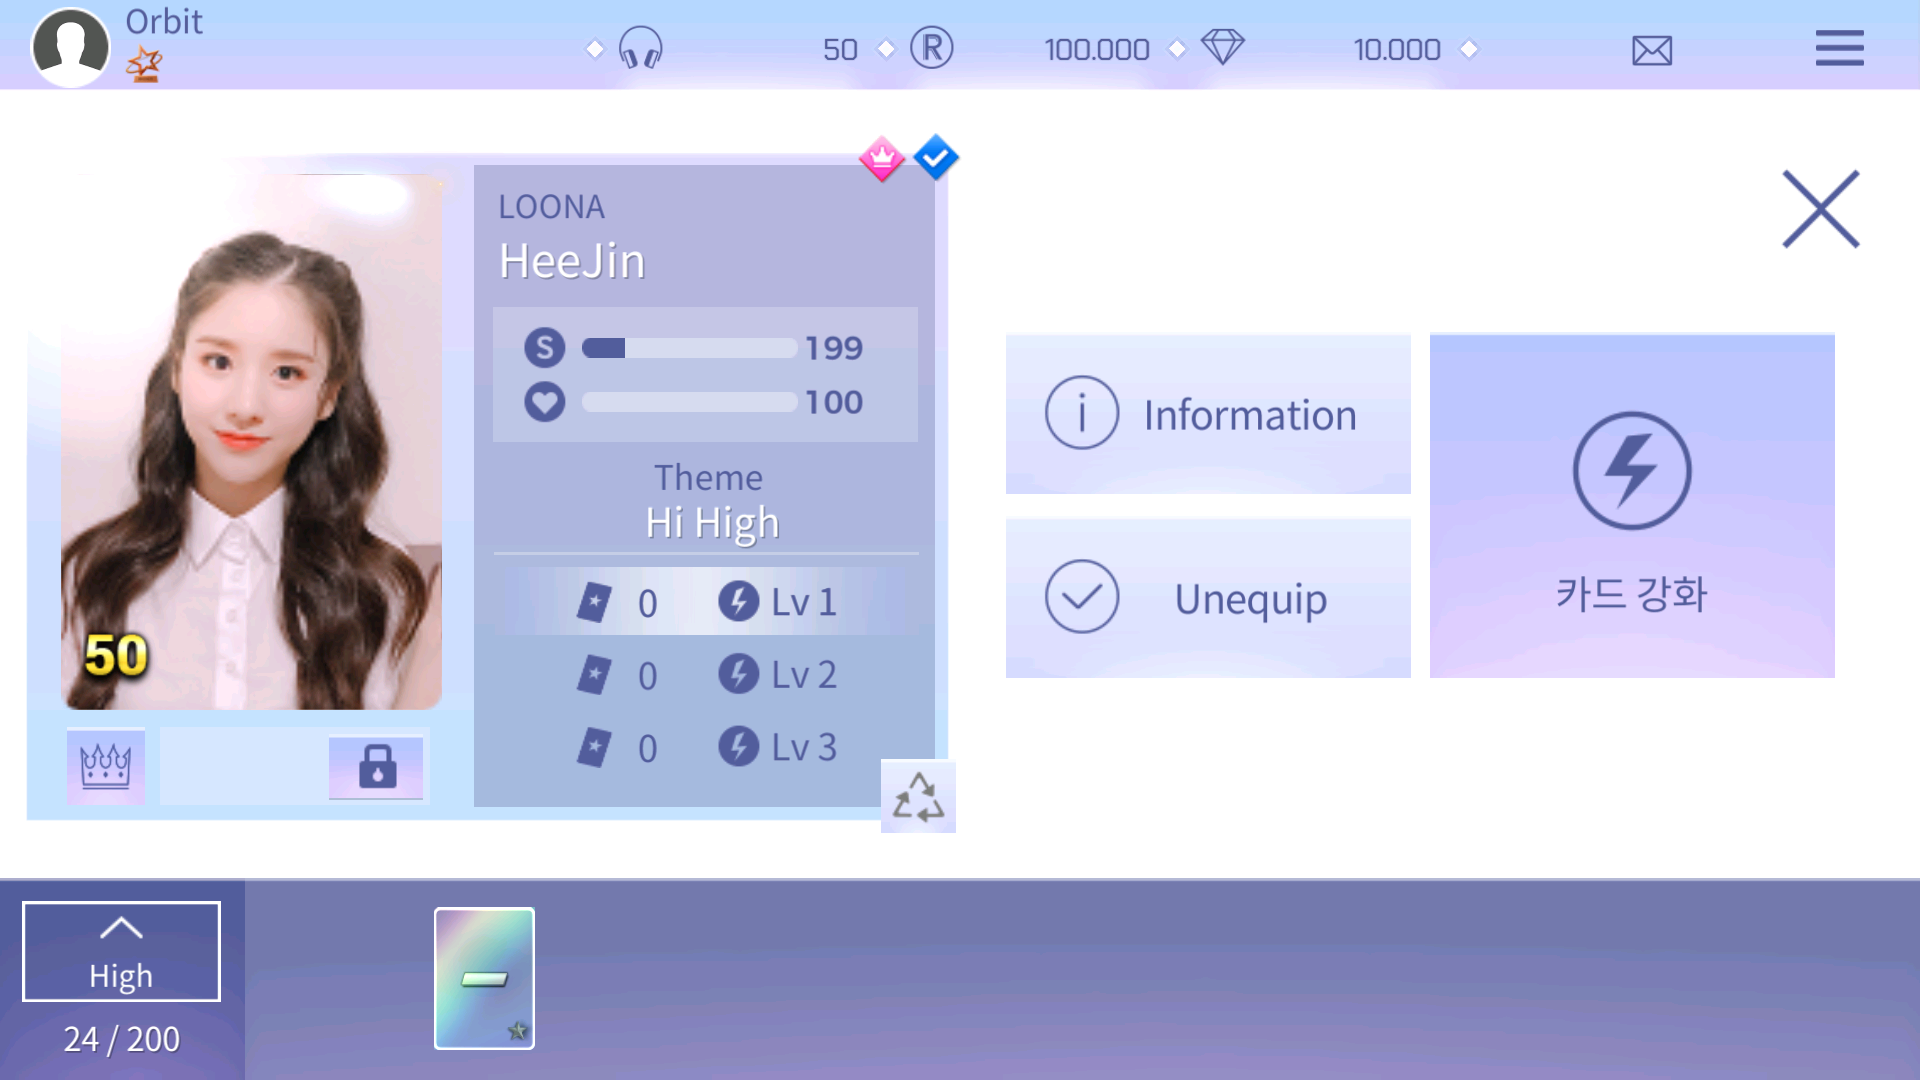 Orbit
50
R
100.000
10.000
LOONA
HeeJin
S 199
100
Theme
Hi High
0 Lv 1
0 Lv 2
0 Lv 3
50
i Information
Unequip
카드 강화
High
24 / 200